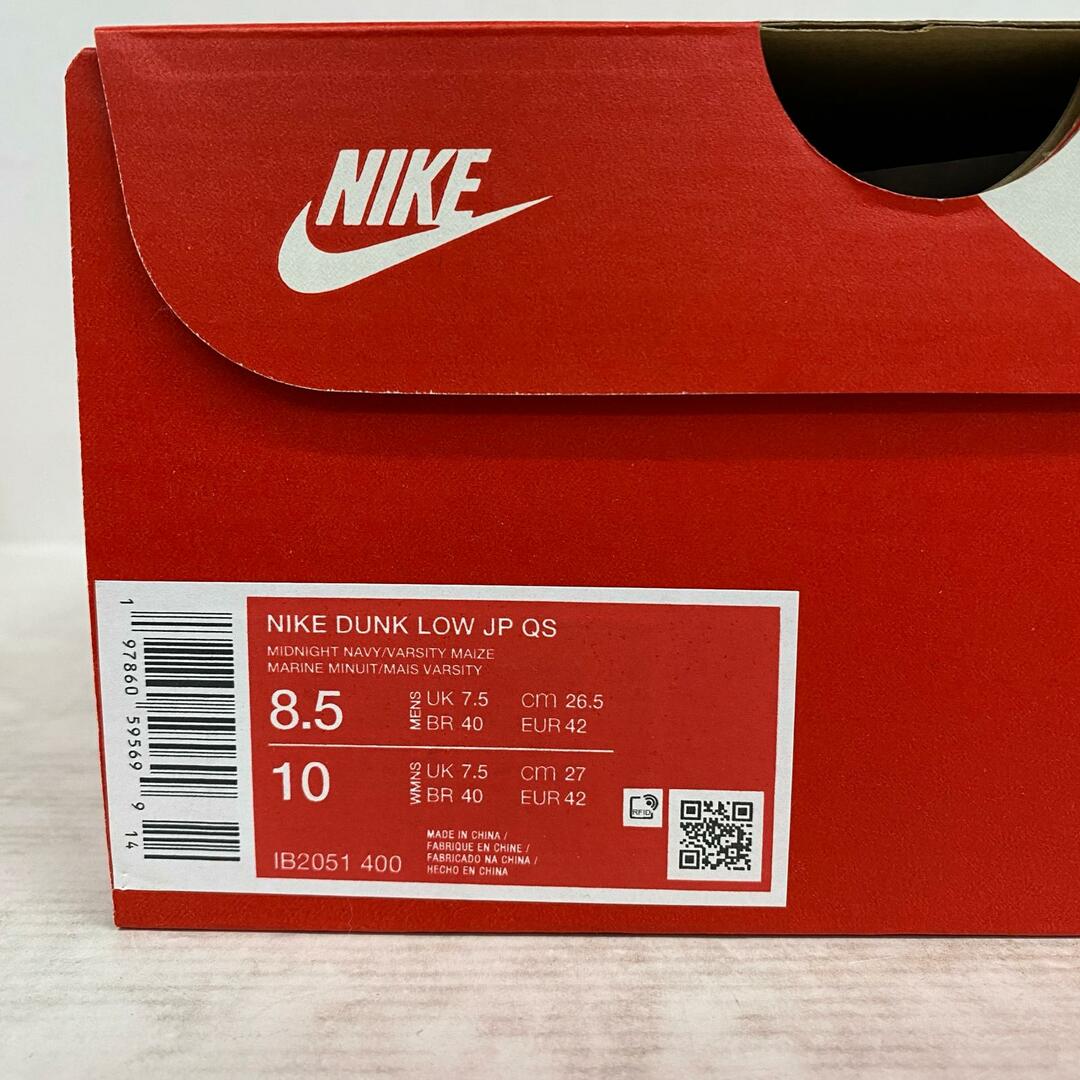 NIKE
NIKE DUNK LOW JP QS
MIDNIGHT NAVY/VARSITY MAIZE
MARINE MINUIT/MAIS VARSITY
8.5 MENS UK 7.5 cm 26.5
BR 40 EUR 42
10 WMNS UK 7.5 cm 27
BR 40 EUR 42
RFID
MADE IN CHINA /
FABRIQUE EN CHINE /
FABRICADO NA CHINA /
HECHO EN CHINA
IB2051 400
1 97860 59569 9 14